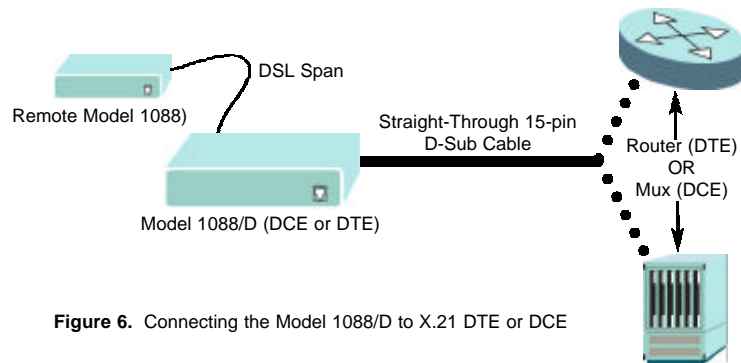 DSL Span
Remote Model 1088)
Straight-Through 15-pin
D-Sub Cable
Router (DTE)
OR
Mux (DCE)
Model 1088/D (DCE or DTE)
Figure 6. Connecting the Model 1088/D to X.21 DTE or DCE